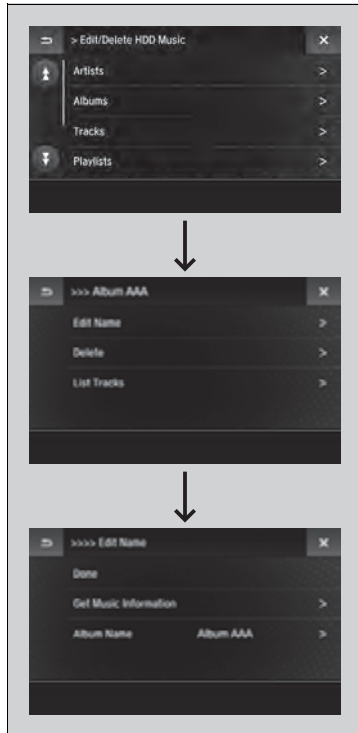 > Edit/Delete HDD Music
Artists
Albums
Tracks
Playlists
>>> Album AAA
Edit Name
Delete
List Tracks
>>>> Edit Name
Done
Get Music Information
Album Name Album AAA